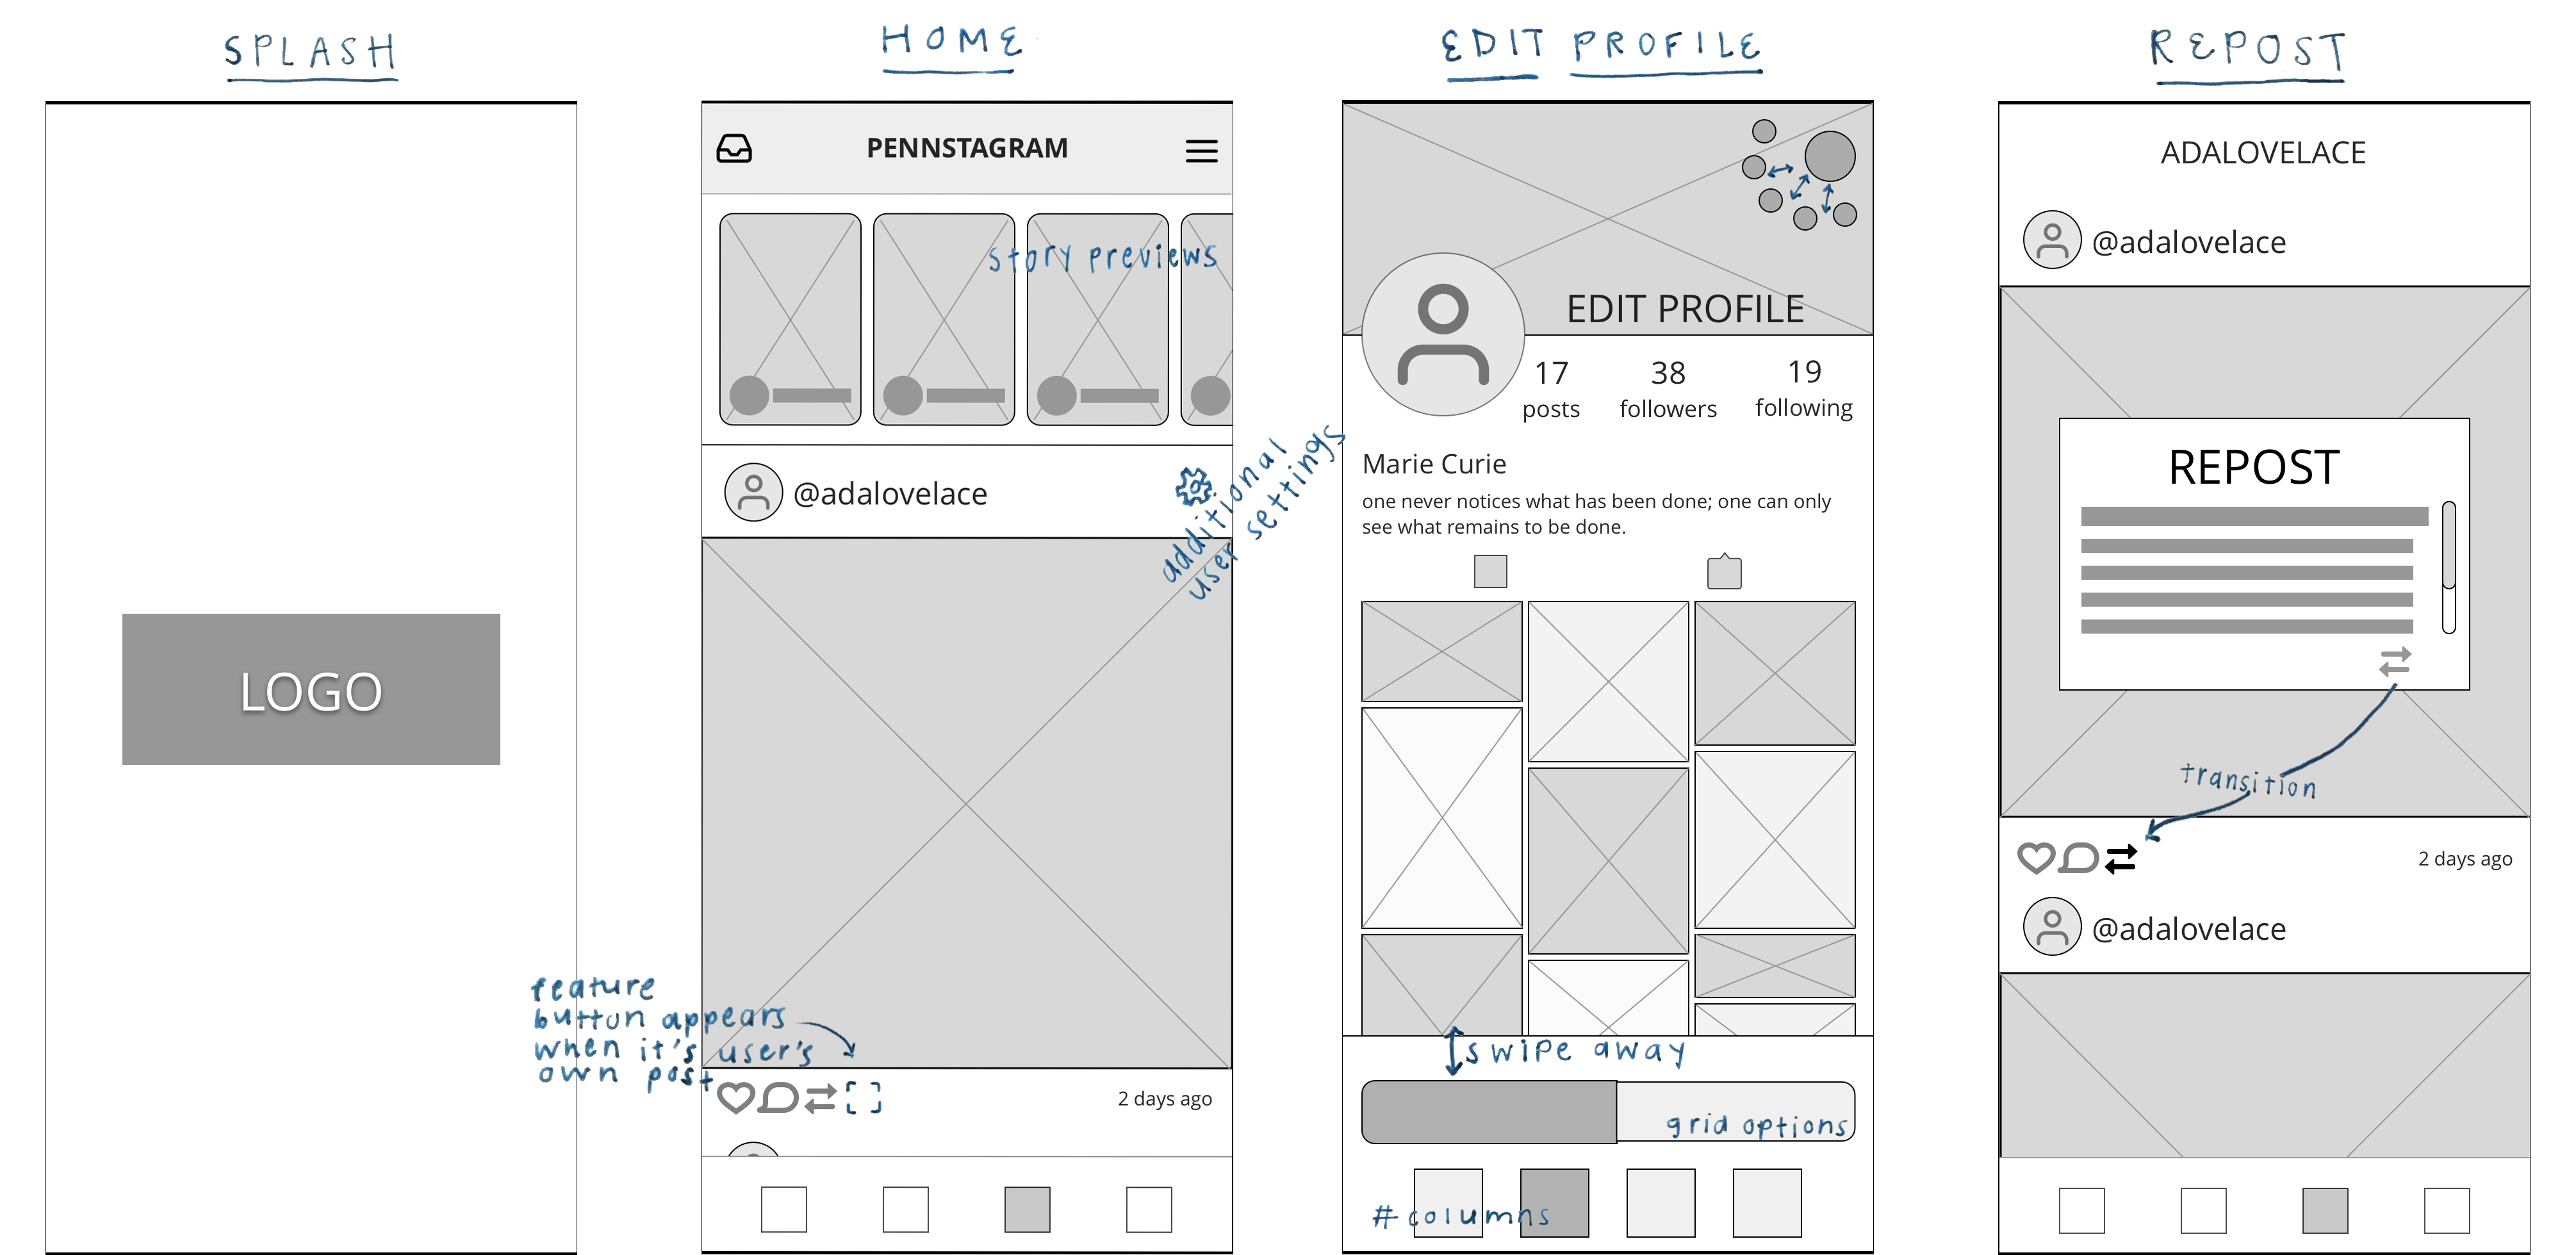 SPLASH
LOGO
HOME
PENNSTAGRAM
story previews
@adalovelace
additional
user settings
feature
button appears
when it's user's
own post
2 days ago
EDIT PROFILE
EDIT PROFILE
17 38 19
posts followers following
Marie Curie
one never notices what has been done; one can only
see what remains to be done.
swipe away
grid options
# columns
REPOST
ADALOVELACE
@adalovelace
REPOST
transition
2 days ago
@adalovelace